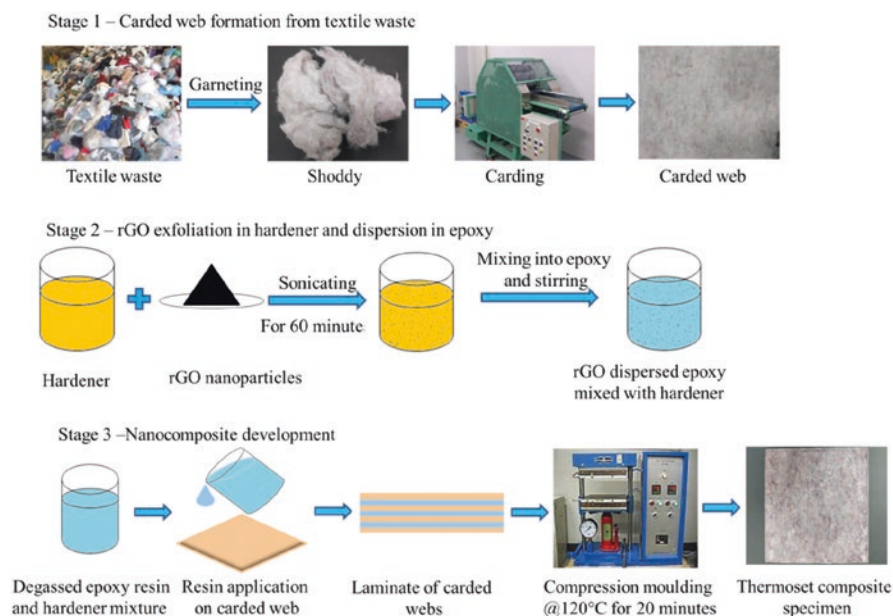 Stage 1 – Carded web formation from textile waste
Garneting
Textile waste
Shoddy
Carding
Carded web
Stage 2 – rGO exfoliation in hardener and dispersion in epoxy
Sonicating
For 60 minute
Mixing into epoxy
and stirring
Hardener
rGO nanoparticles
rGO dispersed epoxy
mixed with hardener
Stage 3 –Nanocomposite development
Degassed epoxy resin
and hardener mixture
Resin application
on carded web
Laminate of carded
webs
Compression moulding
@120°C for 20 minutes
Thermoset composite
specimen